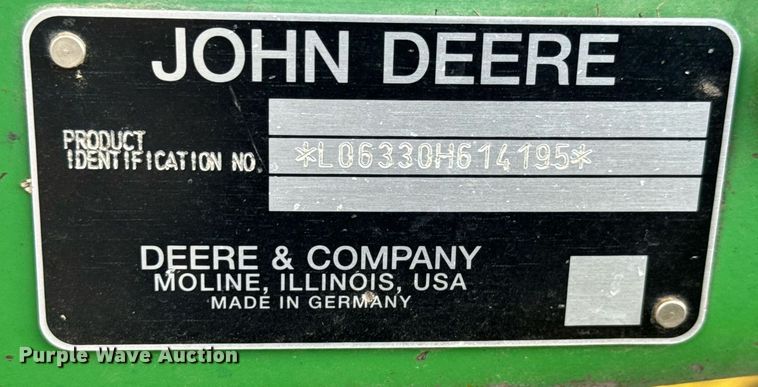 JOHN DEERE
PRODUCT
IDENTIFICATION NO.
*L06330H614195*
DEERE & COMPANY
MOLINE, ILLINOIS, USA
MADE IN GERMANY
Purple Wave Auction